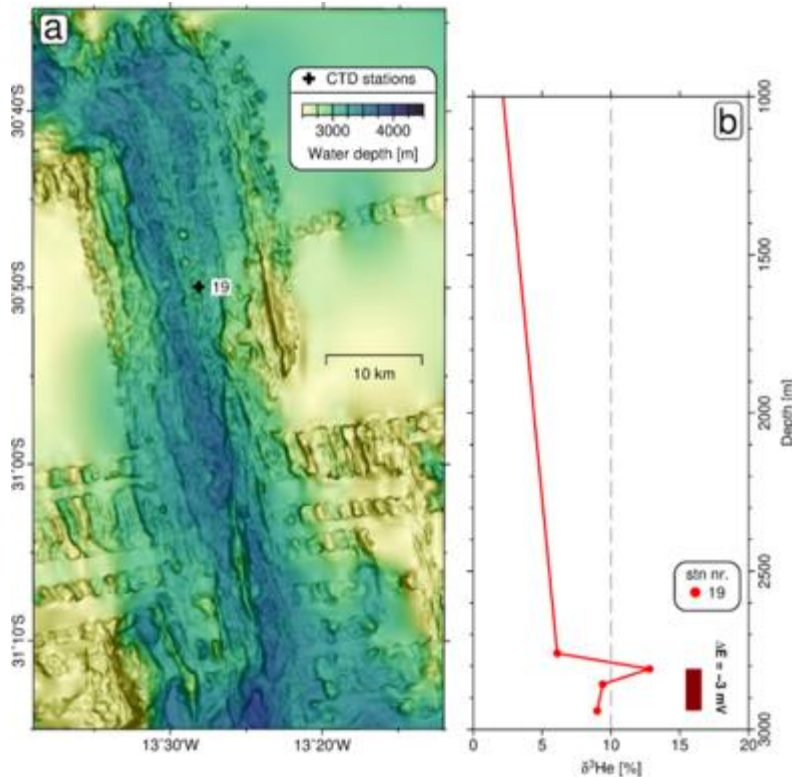 a
CTD stations
3000 4000
Water depth [m]
30˚40'S
30˚50'S
31˚00'S
31˚10'S
19
10 km
13˚30'W 13˚20'W
b
1000
1500
2000
2500
3000
Depth [m]
stn nr.
19
ΔE = −3 mV
0 5 10 15 20
δ³He [%]